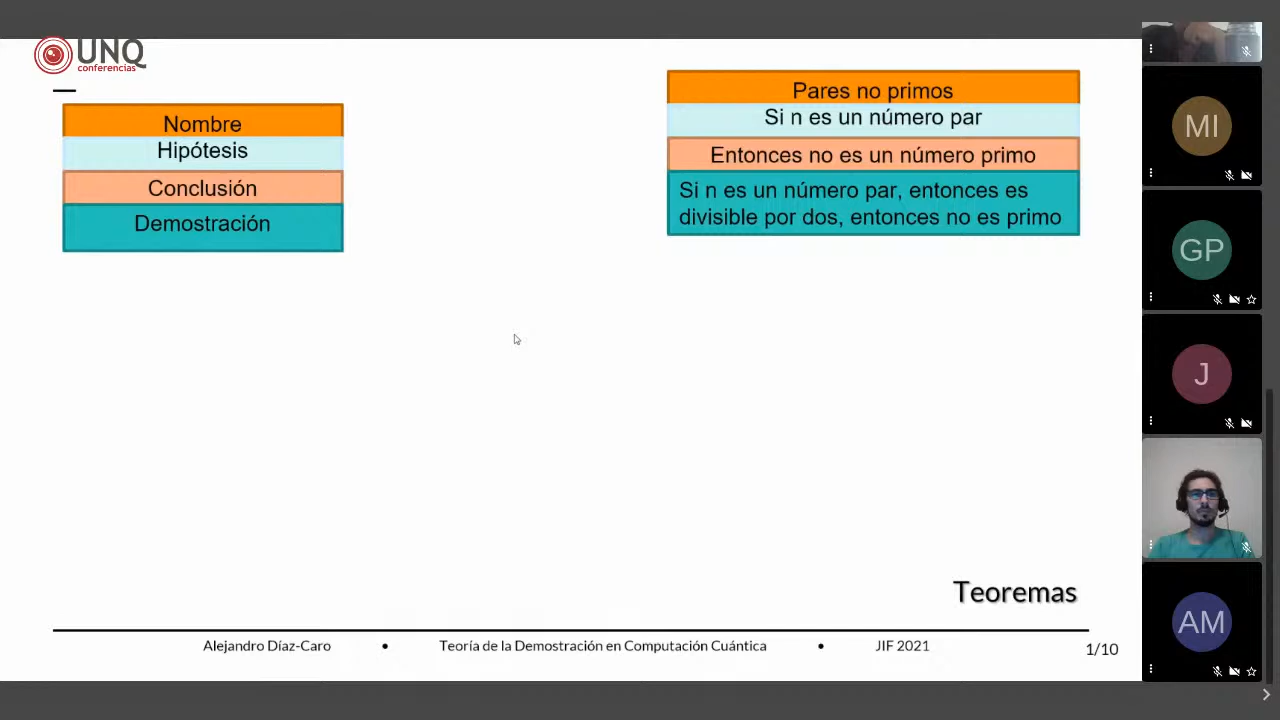 UNQ
conferencias
Nombre
Hipótesis
Conclusión
Demostración
Pares no primos
Si n es un número par
Entonces no es un número primo
Si n es un número par, entonces es
divisible por dos, entonces no es primo
Teoremas
Alejandro Díaz-Caro • Teoría de la Demostración en Computación Cuántica • JIF 2021
1/10
MI
GP
J
AM